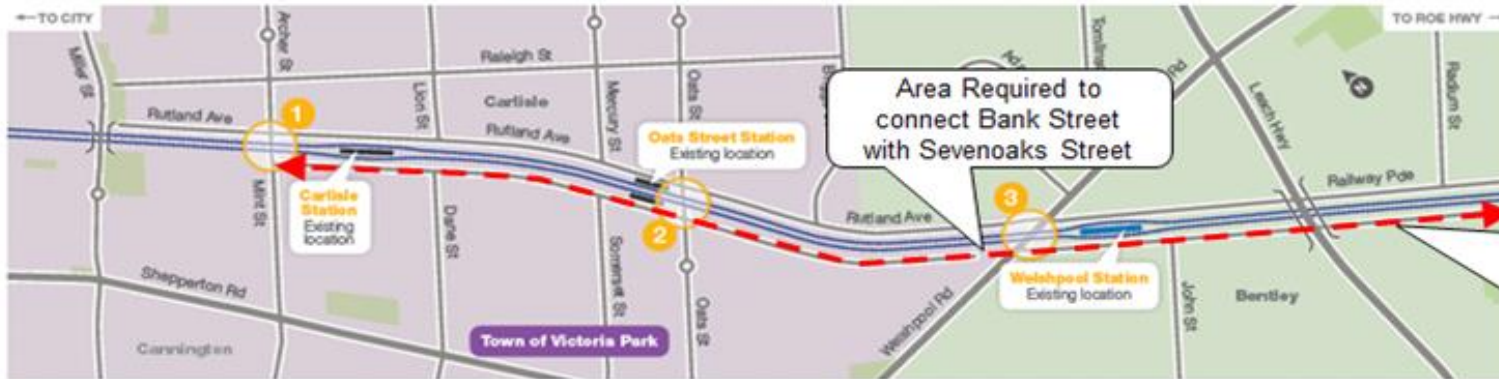 ←TO CITY
TO ROE HWY→
Miller St
Archer St
Raleigh St
Lion St
Carlisle
Mercury St
Oats St
Rutland Ave
1
Rutland Ave
Oats Street Station
Existing location
Area Required to
connect Bank Street
with Sevenoaks Street
Rd
Leach Hwy
Radium St
Railway Pde
Carlisle
Station
Existing
location
Mint St
Dane St
Somerset St
2
Rutland Ave
3
Welshpool Station
Existing location
Welshpool Rd
John St
Bentley
Shepperton Rd
Oats St
Town of Victoria Park
Cannington